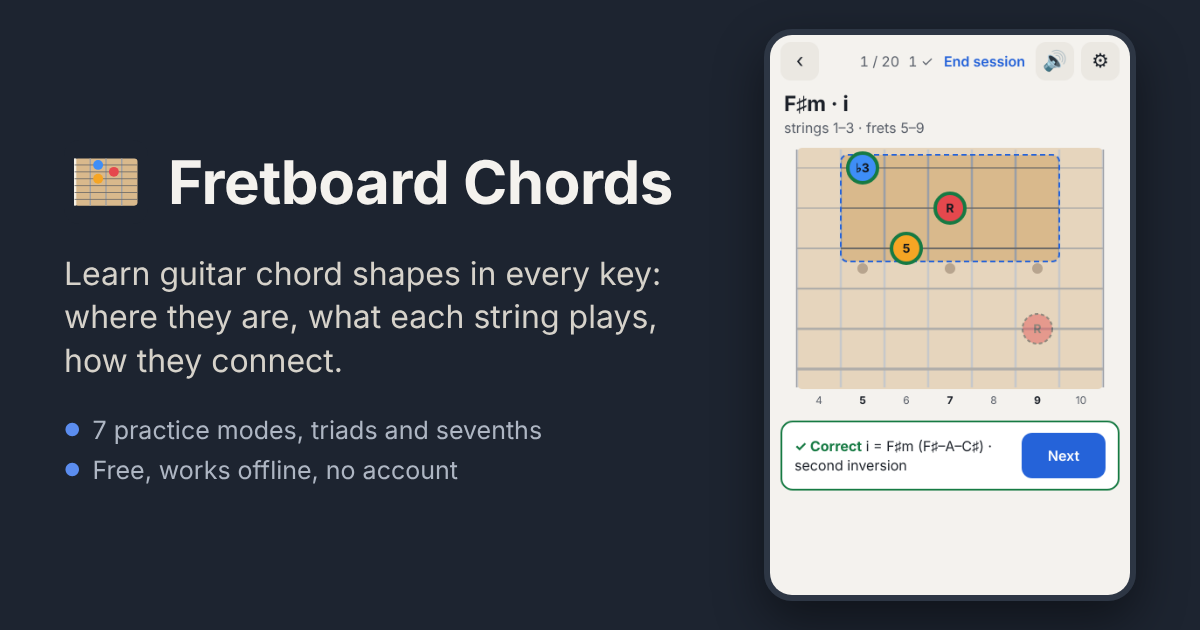 Fretboard Chords
Learn guitar chord shapes in every key:
where they are, what each string plays,
how they connect.
7 practice modes, triads and sevenths
Free, works offline, no account
‹
1 / 20 1 ✓ End session
F♯m · i
strings 1–3 · frets 5–9
♭3
R
5
R
4 5 6 7 8 9 10
✓ Correct i = F♯m (F♯–A–C♯) ·
second inversion
Next